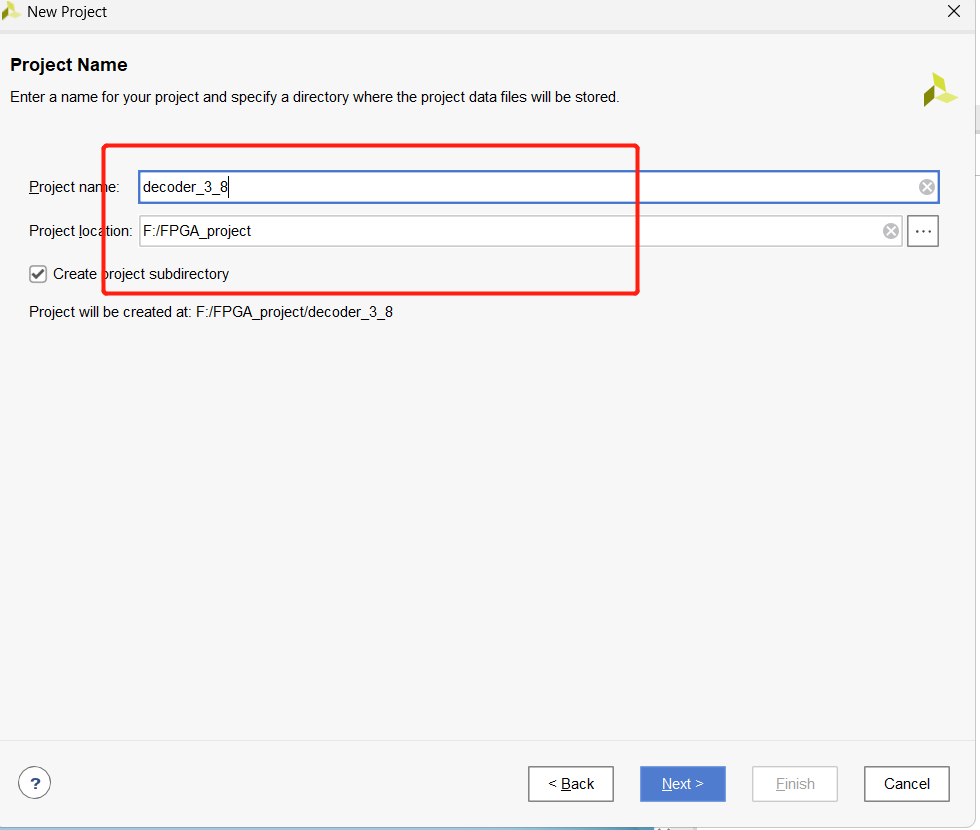 New Project
Project Name
Enter a name for your project and specify a directory where the project data files will be stored.
Project name: decoder_3_8
Project location: F:/FPGA_project ...
Create project subdirectory
Project will be created at: F:/FPGA_project/decoder_3_8
? < Back Next > Finish Cancel